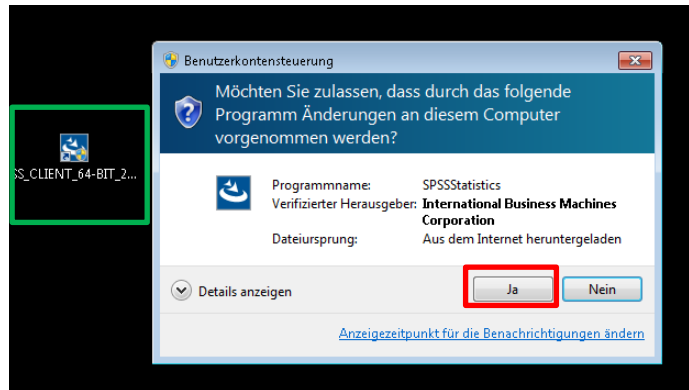 Benutzerkontensteuerung
Möchten Sie zulassen, dass durch das folgende
Programm Änderungen an diesem Computer
vorgenommen werden?
SS_CLIENT_64-BIT_2...
Programmname: SPSSStatistics
Verifizierter Herausgeber: International Business Machines
Corporation
Dateiursprung: Aus dem Internet heruntergeladen
Details anzeigen
Ja
Nein
Anzeigezeitpunkt für die Benachrichtigungen ändern